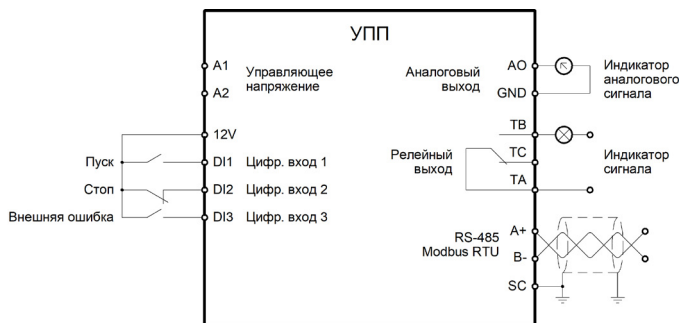 УПП
A1
A2
Управляющее
напряжение
12V
Пуск
DI1 Цифр. вход 1
Стоп
DI2 Цифр. вход 2
Внешняя ошибка
DI3 Цифр. вход 3
Аналоговый
выход
AO
GND
Индикатор
аналогового
сигнала
Релейный
выход
TB
TC
TA
Индикатор
сигнала
RS-485
Modbus RTU
A+
B-
SC